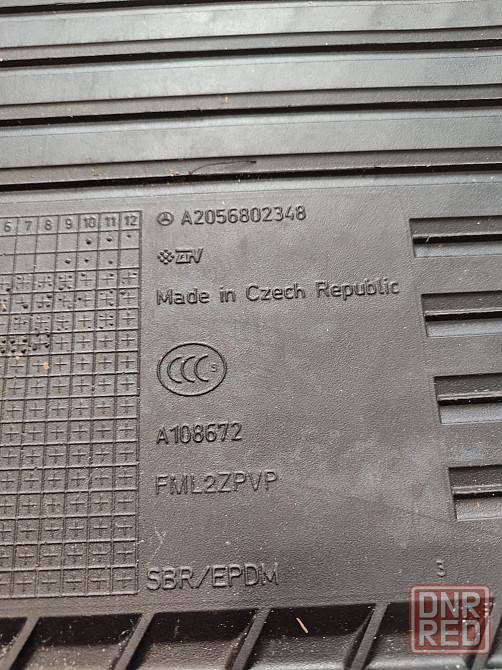 6 7 8 9 10 11 12
A2056802348
Made in Czech Republic
CCC S
A108672
FML2ZPVP
SBR/EPDM
3
DNR
RED